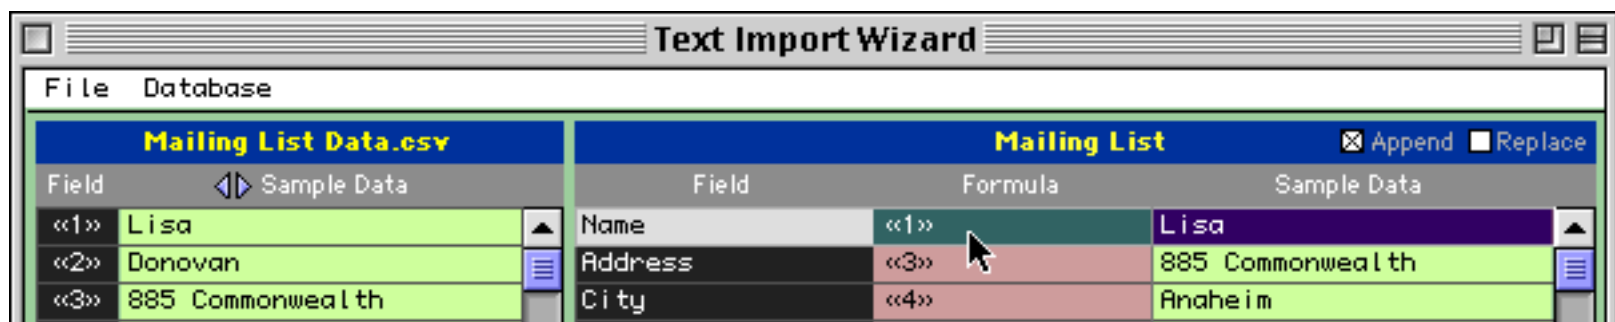 Text Import Wizard
File Database
Mailing List Data.csv Mailing List Append Replace
Field Sample Data Field Formula Sample Data
«1» Lisa Name «1» Lisa
«2» Donovan Address «3» 885 Commonwealth
«3» 885 Commonwealth City «4» Anaheim